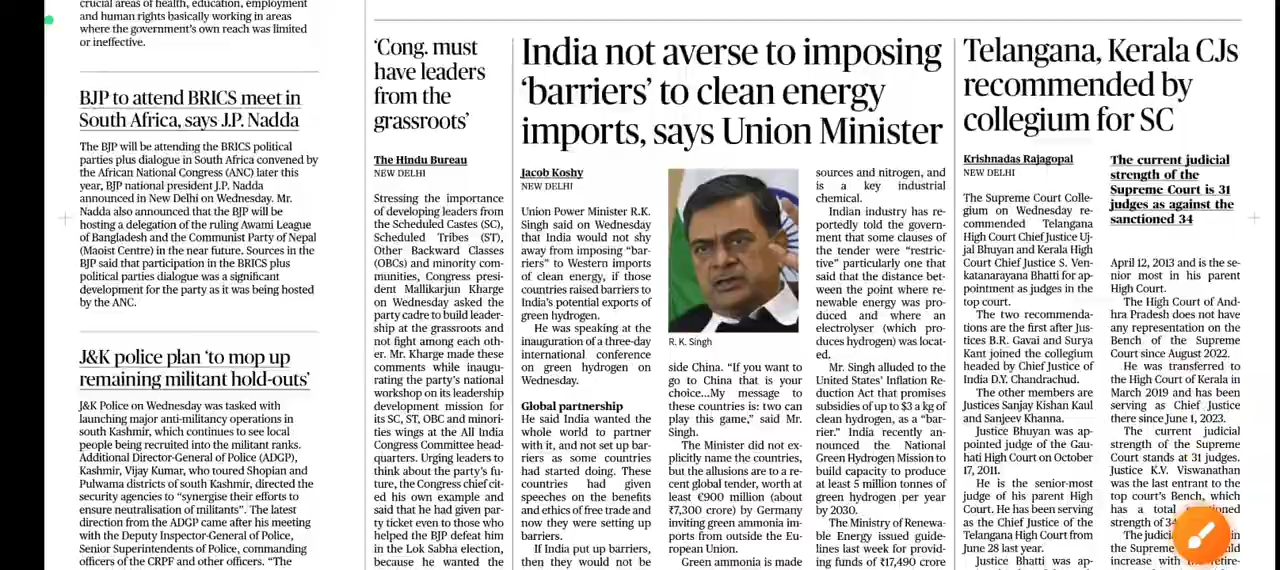 crucial areas of health, education, employment
and human rights basically working in areas
where the government's own reach was limited
or ineffective.
BJP to attend BRICS meet in
South Africa, says J.P. Nadda
The BJP will be attending the BRICS political
parties plus dialogue in South Africa convened by
the African National Congress (ANC) later this
year, BJP national president J.P. Nadda
announced in New Delhi on Wednesday. Mr.
Nadda also announced that the BJP will be
hosting a delegation of the ruling Awami League
of Bangladesh and the Communist Party of Nepal
(Maoist Centre) in the near future. Sources in the
BJP said that participation in the BRICS plus
political parties dialogue was a significant
development for the party as it was being hosted
by the ANC.
J&K police plan 'to mop up
remaining militant hold-outs'
J&K Police on Wednesday was tasked with
launching major anti-militancy operations in
south Kashmir, which continues to see local
people being recruited into the militant ranks.
Additional Director-General of Police (ADGP),
Kashmir, Vijay Kumar, who toured Shopian and
Pulwama districts of south Kashmir, directed the
security agencies to “synergise their efforts to
ensure neutralisation of militants”. The latest
direction from the ADGP came after his meeting
with the Deputy Inspector-General of Police,
Senior Superintendents of Police, commanding
officers of the CRPF and other officers. “The
'Cong. must
have leaders
from the
grassroots'
The Hindu Bureau
NEW DELHI
Stressing the importance
of developing leaders from
the Scheduled Castes (SC),
Scheduled Tribes (ST),
Other Backward Classes
(OBCs) and minority com-
munities, Congress presi-
dent Mallikarjun Kharge
on Wednesday asked the
party cadre to build leader-
ship at the grassroots and
not fight among each oth-
er. Mr. Kharge made these
comments while inaugu-
rating the party's national
workshop on its leadership
development mission for
its SC, ST, OBC and minori-
ties wings at the All India
Congress Committee head-
quarters. Urging leaders to
think about the party's fu-
ture, the Congress chief cit-
ed his own example and
said that he had given par-
ty ticket even to those who
helped the BJP defeat him
in the Lok Sabha election,
because he wanted the
India not averse to imposing
'barriers' to clean energy
imports, says Union Minister
Jacob Koshy
NEW DELHI
Union Power Minister R.K.
Singh said on Wednesday
that India would not shy
away from imposing “bar-
riers” to Western imports
of clean energy, if those
countries raised barriers to
India's potential exports of
green hydrogen.
He was speaking at the
inauguration of a three-day
international conference
on green hydrogen on
Wednesday.
Global partnership
He said India wanted the
whole world to partner
with it, and not set up bar-
riers as some countries
had started doing. These
countries had given
speeches on the benefits
and ethics of free trade and
now they were setting up
barriers.
If India put up barriers,
then they would not be
R. K. Singh
side China. “If you want to
go to China that is your
choice...My message to
these countries is: two can
play this game,” said Mr.
Singh.
The Minister did not ex-
plicitly name the countries,
but the allusions are to a re-
cent global tender, worth at
least €900 million (about
₹7,300 crore) by Germany
inviting green ammonia im-
ports from outside the Eu-
ropean Union.
Green ammonia is made
sources and nitrogen, and
is a key industrial
chemical.
Indian industry has re-
portedly told the govern-
ment that some clauses of
the tender were “restric-
tive” particularly one that
said that the distance bet-
ween the point where re-
newable energy was pro-
duced and where an
electrolyser (which pro-
duces hydrogen) was locat-
ed.
Mr. Singh alluded to the
United States' Inflation Re-
duction Act that promises
subsidies of up to $3 a kg of
clean hydrogen, as a “bar-
rier.” India recently an-
nounced the National
Green Hydrogen Mission to
build capacity to produce
at least 5 million tonnes of
green hydrogen per year
by 2030.
The Ministry of Renewa-
ble Energy issued guide-
lines last week for provid-
ing funds of ₹17,490 crore
Telangana, Kerala CJs
recommended by
collegium for SC
Krishnadas Rajagopal
NEW DELHI
The Supreme Court Colle-
gium on Wednesday re-
commended Telangana
High Court Chief Justice Uj-
jal Bhuyan and Kerala High
Court Chief Justice S. Ven-
katanarayana Bhatti for ap-
pointment as judges in the
top court.
The two recommenda-
tions are the first after Jus-
tices B.R. Gavai and Surya
Kant joined the collegium
headed by Chief Justice of
India D.Y. Chandrachud.
The other members are
Justices Sanjay Kishan Kaul
and Sanjeev Khanna.
Justice Bhuyan was ap-
pointed judge of the Gau-
hati High Court on October
17, 2011.
He is the senior-most
judge of his parent High
Court. He has been serving
as the Chief Justice of the
Telangana High Court from
June 28 last year.
Justice Bhatti was ap-
The current judicial
strength of the
Supreme Court is 31
judges as against the
sanctioned 34
April 12, 2013 and is the se-
nior most in his parent
High Court.
The High Court of And-
hra Pradesh does not have
any representation on the
Bench of the Supreme
Court since August 2022.
He was transferred to
the High Court of Kerala in
March 2019 and has been
serving as Chief Justice
there since June 1, 2023.
The current judicial
strength of the Supreme
Court stands at 31 judges.
Justice K.V. Viswanathan
was the last entrant to the
top court's Bench, which
has a total
strength of 34
The judicial
the Supreme
increase with